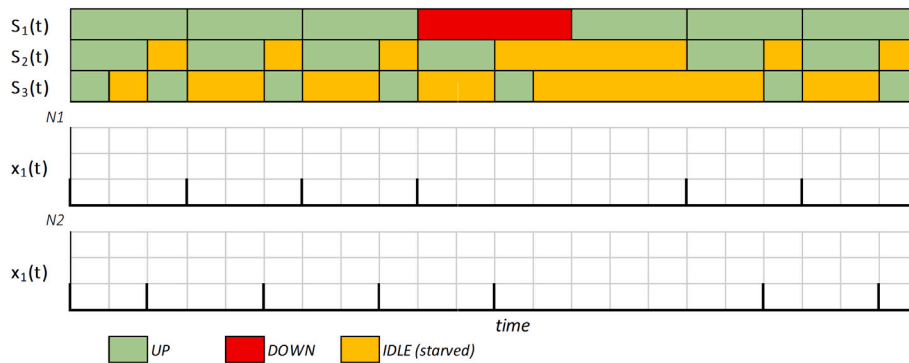 S1(t)
S2(t)
S3(t)
N1
x1(t)
N2
x1(t)
time
UP DOWN IDLE (starved)